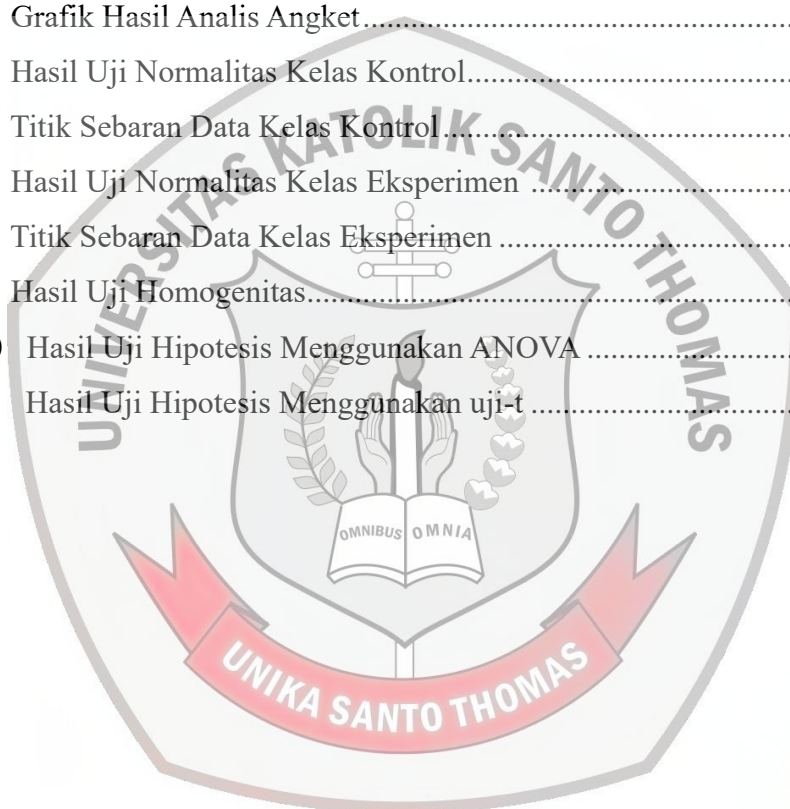 Grafik Hasil Analis Angket
Hasil Uji Normalitas Kelas Kontrol
Titik Sebaran Data Kelas Kontrol
Hasil Uji Normalitas Kelas Eksperimen
Titik Sebaran Data Kelas Eksperimen
Hasil Uji Homogenitas
Hasil Uji Hipotesis Menggunakan ANOVA
Hasil Uji Hipotesis Menggunakan uji-t
UNIVERSITAS KATOLIK SANTO THOMAS
OMNIBUS OMNIA
UNIKA SANTO THOMAS